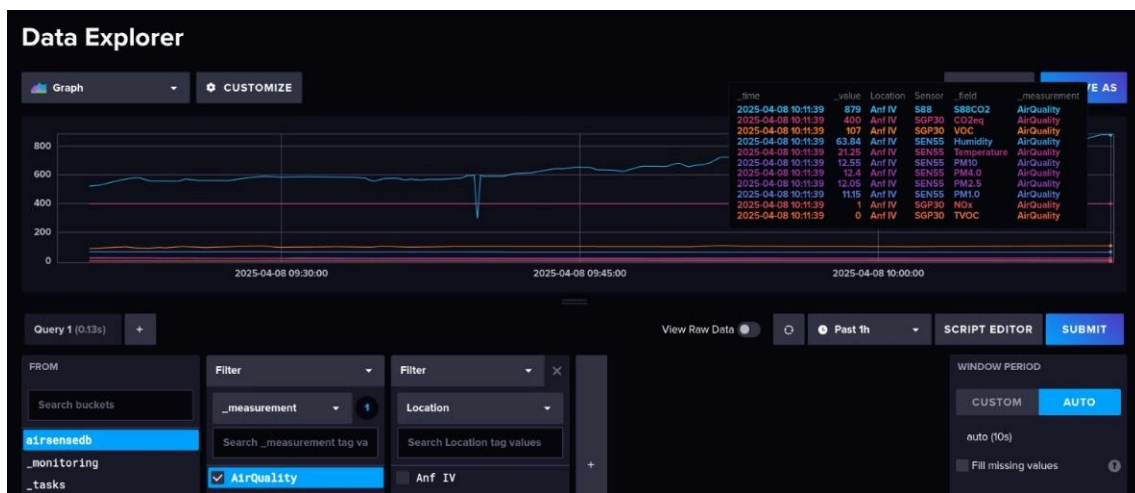 Data Explorer
Graph
CUSTOMIZE
VE AS
_time _value Location Sensor _field _measurement
2025-04-08 10:11:39 879 Anf IV S88 S88CO2 AirQuality
2025-04-08 10:11:39 400 Anf IV SGP30 CO2eq AirQuality
2025-04-08 10:11:39 107 Anf IV SGP30 VOC AirQuality
2025-04-08 10:11:39 63.84 Anf IV SEN55 Humidity AirQuality
2025-04-08 10:11:39 21.25 Anf IV SEN55 Temperature AirQuality
2025-04-08 10:11:39 12.55 Anf IV SEN55 PM10 AirQuality
2025-04-08 10:11:39 12.4 Anf IV SEN55 PM4.0 AirQuality
2025-04-08 10:11:39 12.05 Anf IV SEN55 PM2.5 AirQuality
2025-04-08 10:11:39 11.15 Anf IV SEN55 PM1.0 AirQuality
2025-04-08 10:11:39 1 Anf IV SGP30 NOx AirQuality
2025-04-08 10:11:39 0 Anf IV SGP30 TVOC AirQuality
800
600
400
200
0
2025-04-08 09:30:00 2025-04-08 09:45:00 2025-04-08 10:00:00
Query 1 (0.13s) +
View Raw Data
Past 1h
SCRIPT EDITOR
SUBMIT
FROM
Search buckets
airsensedb
_monitoring
_tasks
Filter
_measurement 1
Search _measurement tag va
AirQuality
Filter
Location
Search Location tag values
Anf IV
+
WINDOW PERIOD
CUSTOM AUTO
auto (10s)
Fill missing values ?